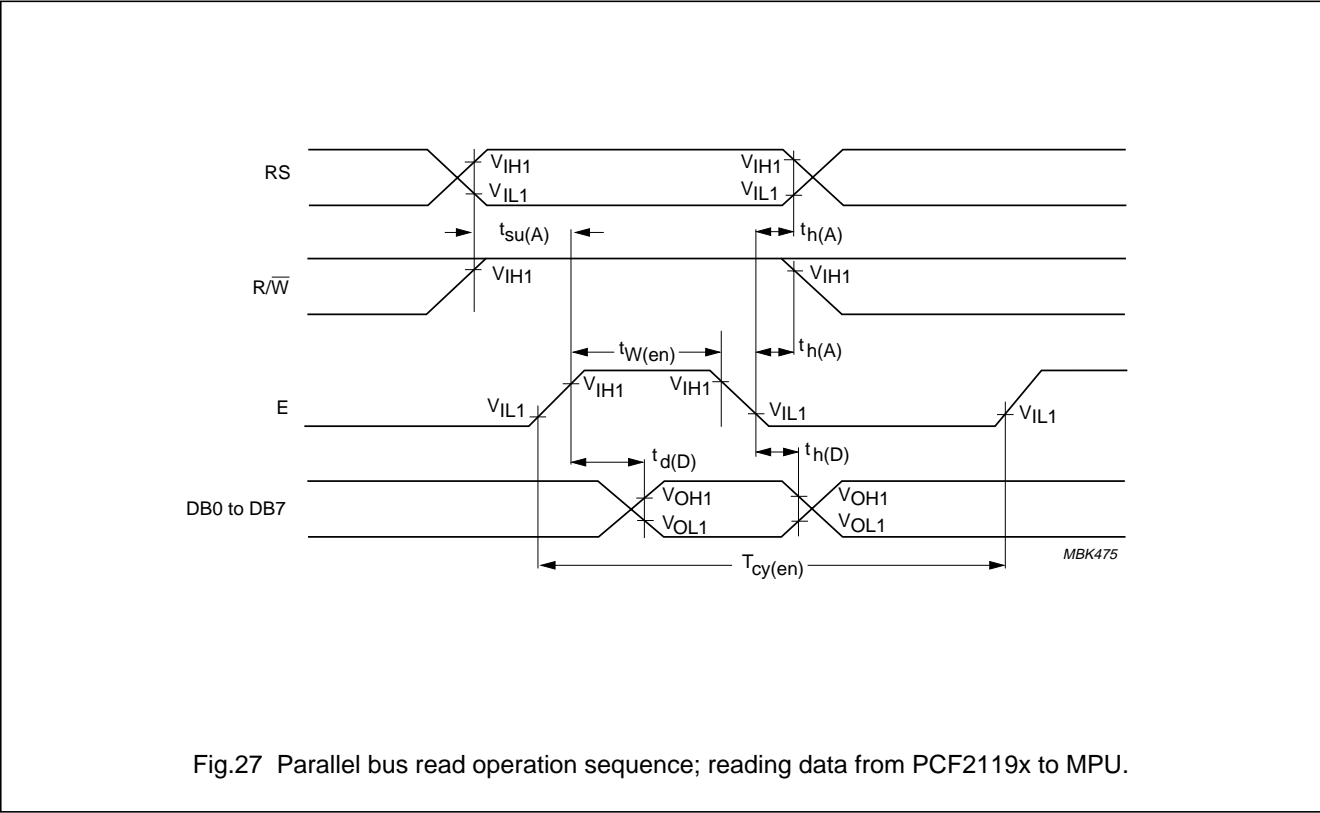 RS
VIH1
VIL1
VIH1
VIL1
tsu(A)
th(A)
R/W̅
VIH1
VIH1
tW(en)
th(A)
E
VIL1
VIH1
VIH1
VIL1
VIL1
td(D)
th(D)
DB0 to DB7
VOH1
VOL1
VOH1
VOL1
MBK475
Tcy(en)
Fig.27 Parallel bus read operation sequence; reading data from PCF2119x to MPU.